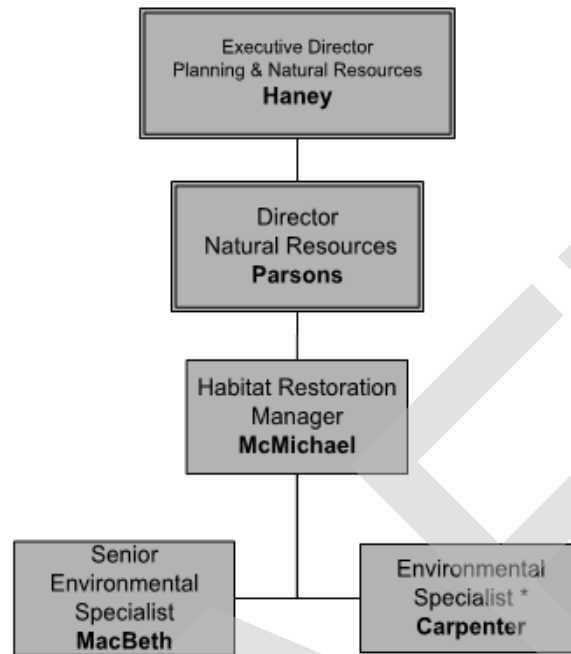 Executive Director
Planning & Natural Resources
Haney
Director
Natural Resources
Parsons
Habitat Restoration
Manager
McMichael
Senior
Environmental
Specialist
MacBeth
Environmental
Specialist *
Carpenter